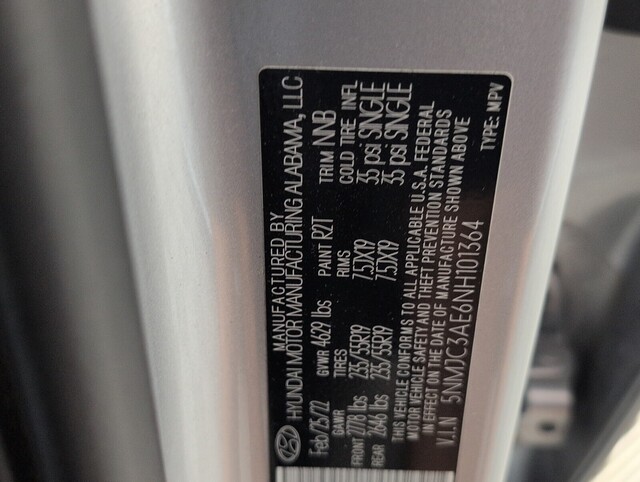 MANUFACTURED BY
HYUNDAI MOTOR MANUFACTURING ALABAMA, LLC
Feb/25/22 GVWR 4629 lbs PAINT R2T TRIM NNB
GAWR TIRES RIMS COLD TIRE INFL
FRONT 2778 lbs 235/55R19 7.5JX19 35 psi SINGLE
REAR 2646 lbs 235/55R19 7.5JX19 35 psi SINGLE
THIS VEHICLE CONFORMS TO ALL APPLICABLE U.S.A. FEDERAL
MOTOR VEHICLE SAFETY AND THEFT PREVENTION STANDARDS
IN EFFECT ON THE DATE OF MANUFACTURE SHOWN ABOVE
V.I.N 5NMJC3AE6NH101364 TYPE: MPV